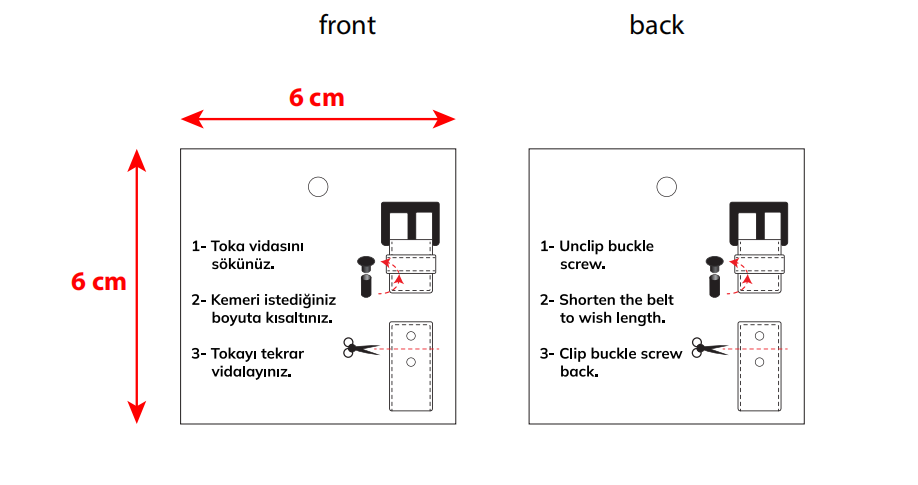 front
back
6 cm
6 cm
1- Toka vidasını
sökünüz.
2- Kemeri istediğiniz
boyuta kısaltınız.
3- Tokayı tekrar
vidalayınız.
1- Unclip buckle
screw.
2- Shorten the belt
to wish length.
3- Clip buckle screw
back.